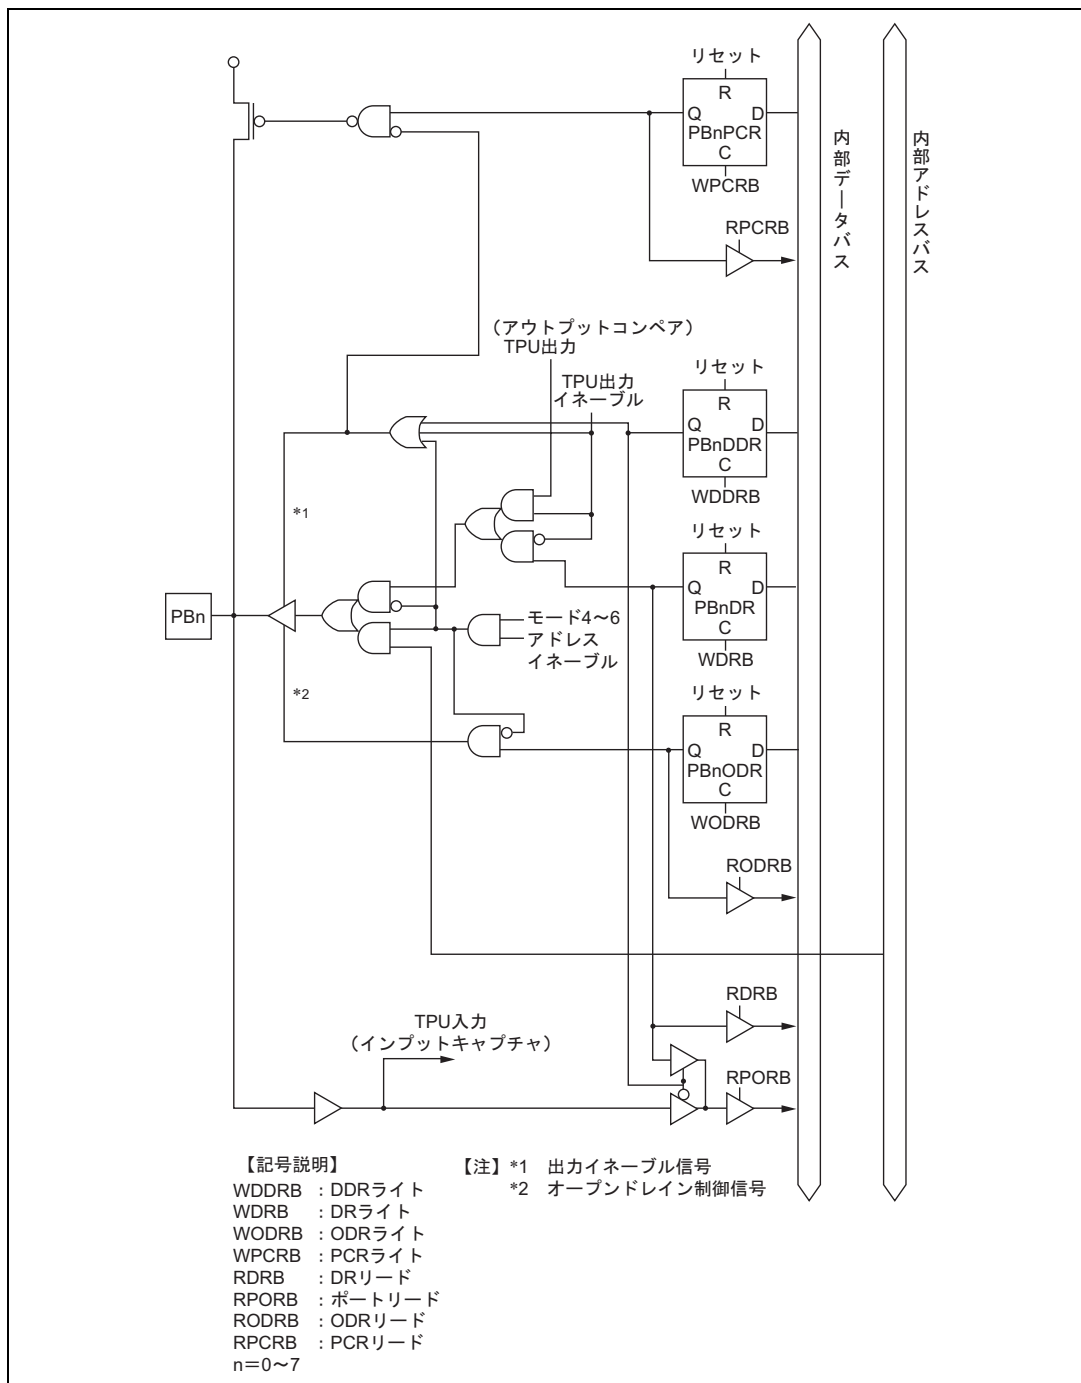 リセット
R
Q D
PBnPCR
C
WPCRB
内部データバス
内部アドレスバス
RPCRB
(アウトプットコンペア)
TPU出力
TPU出力
イネーブル
リセット
R
Q D
PBnDDR
C
WDDRB
*1
リセット
R
Q D
PBnDR
C
WDRB
PBn
モード4〜6
アドレス
イネーブル
*2
リセット
R
Q D
PBnODR
C
WODRB
RODRB
RDRB
TPU入力
(インプットキャプチャ)
RPORB
【記号説明】
WDDRB :DDRライト
WDRB :DRライト
WODRB :ODRライト
WPCRB :PCRライト
RDRB :DRリード
RPORB :ポートリード
RODRB :ODRリード
RPCRB :PCRリード
n=0〜7
【注】*1 出力イネーブル信号
*2 オープンドレイン制御信号